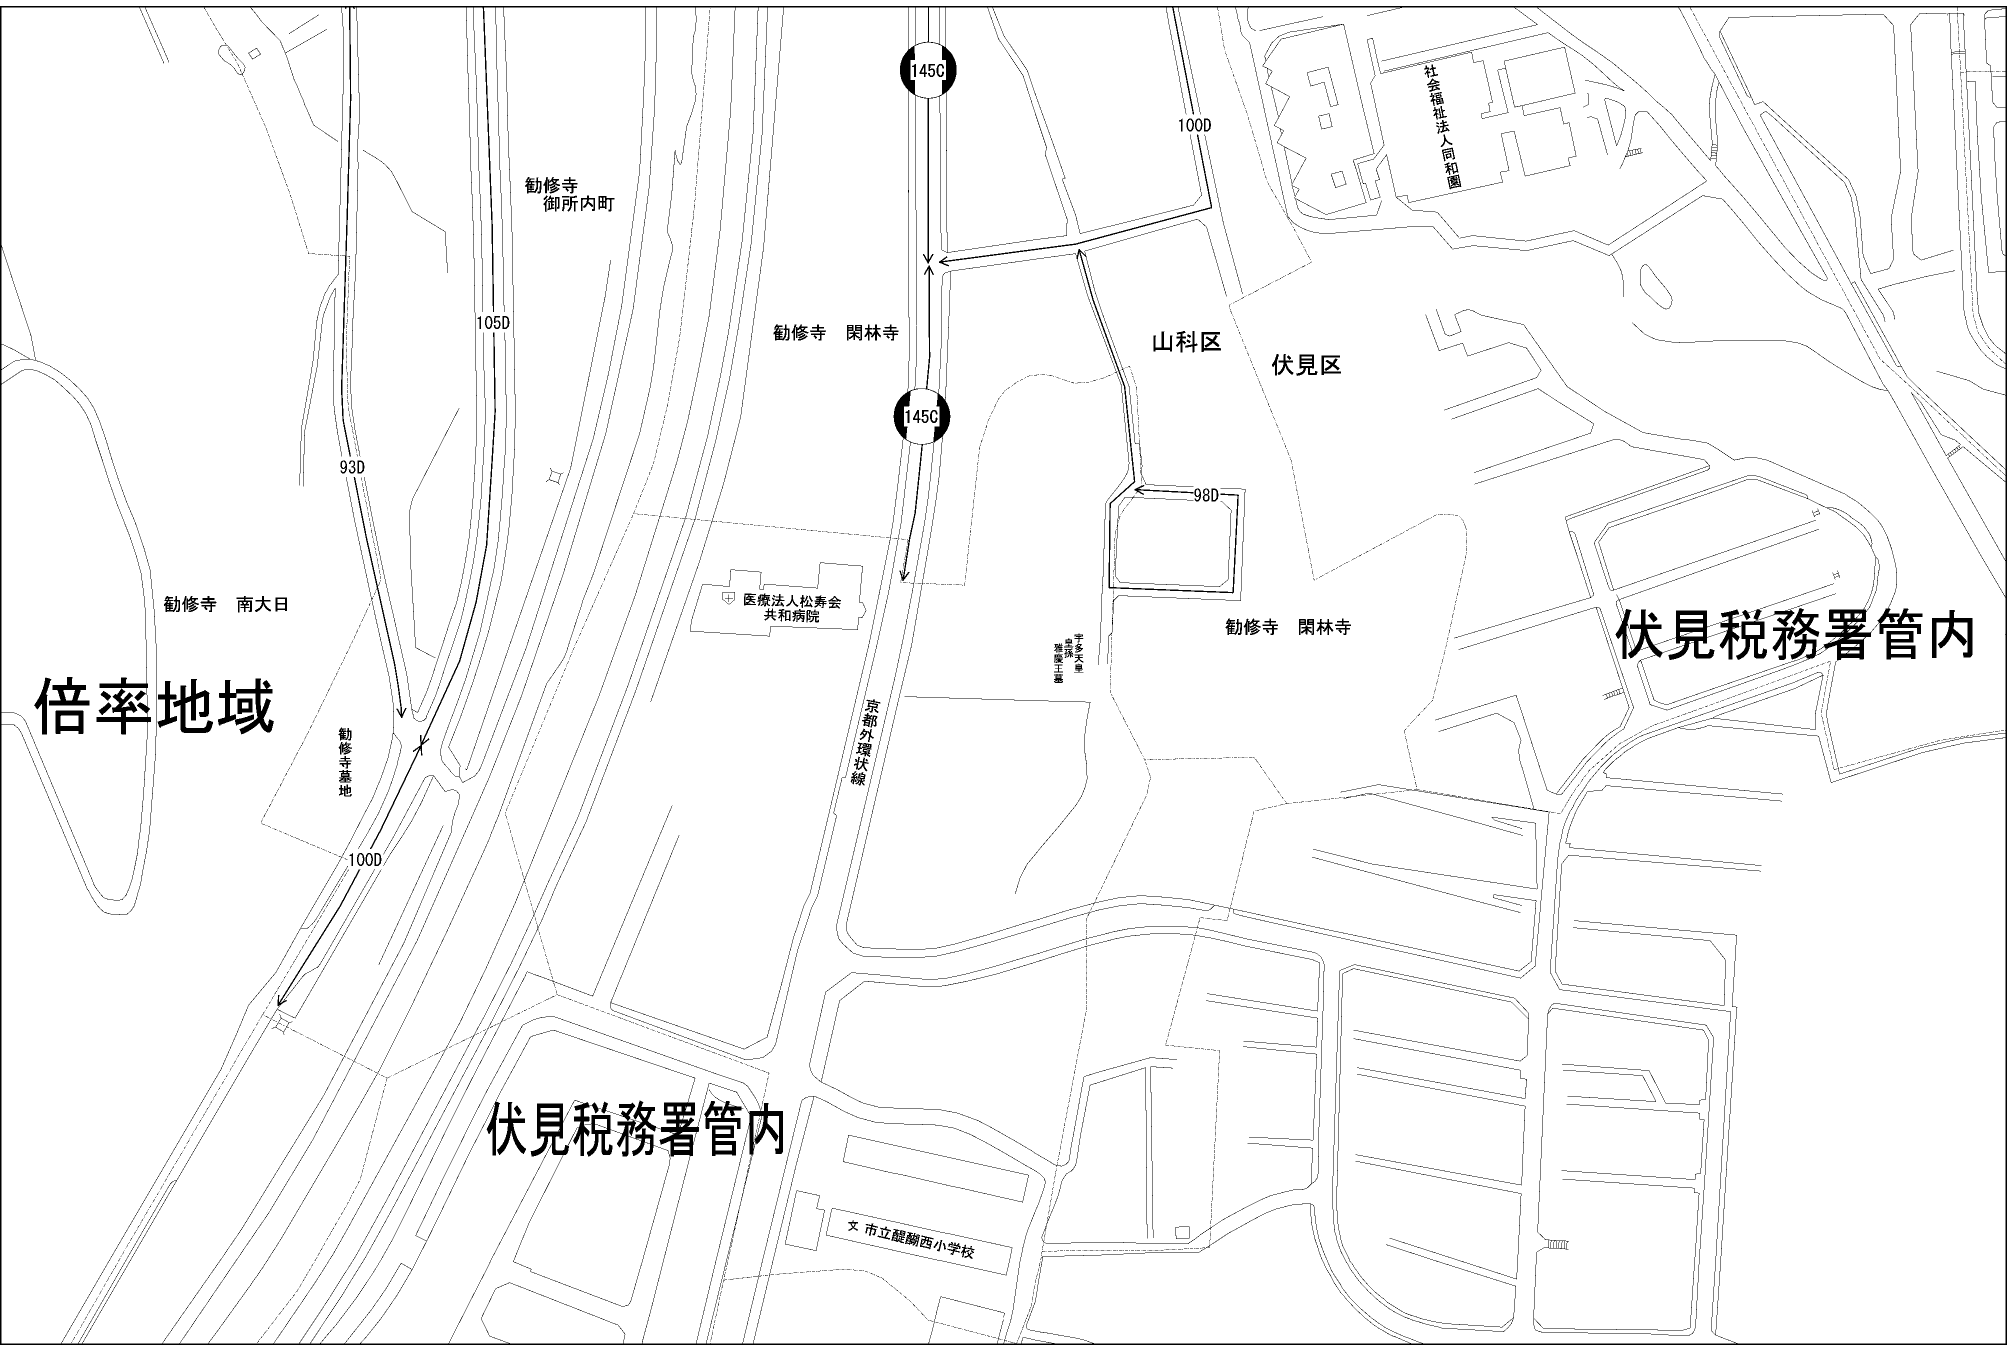 145C
100D
社会福祉法人同和園
勧修寺
御所内町
105D
勧修寺　閑林寺
山科区
伏見区
145C
93D
98D
勧修寺　南大日
医療法人松寿会
共和病院
宇多天皇
皇孫
雅慶王墓
勧修寺　閑林寺
伏見税務署管内
倍率地域
京都外環状線
勧修寺墓地
100D
伏見税務署管内
文 市立醍醐西小学校